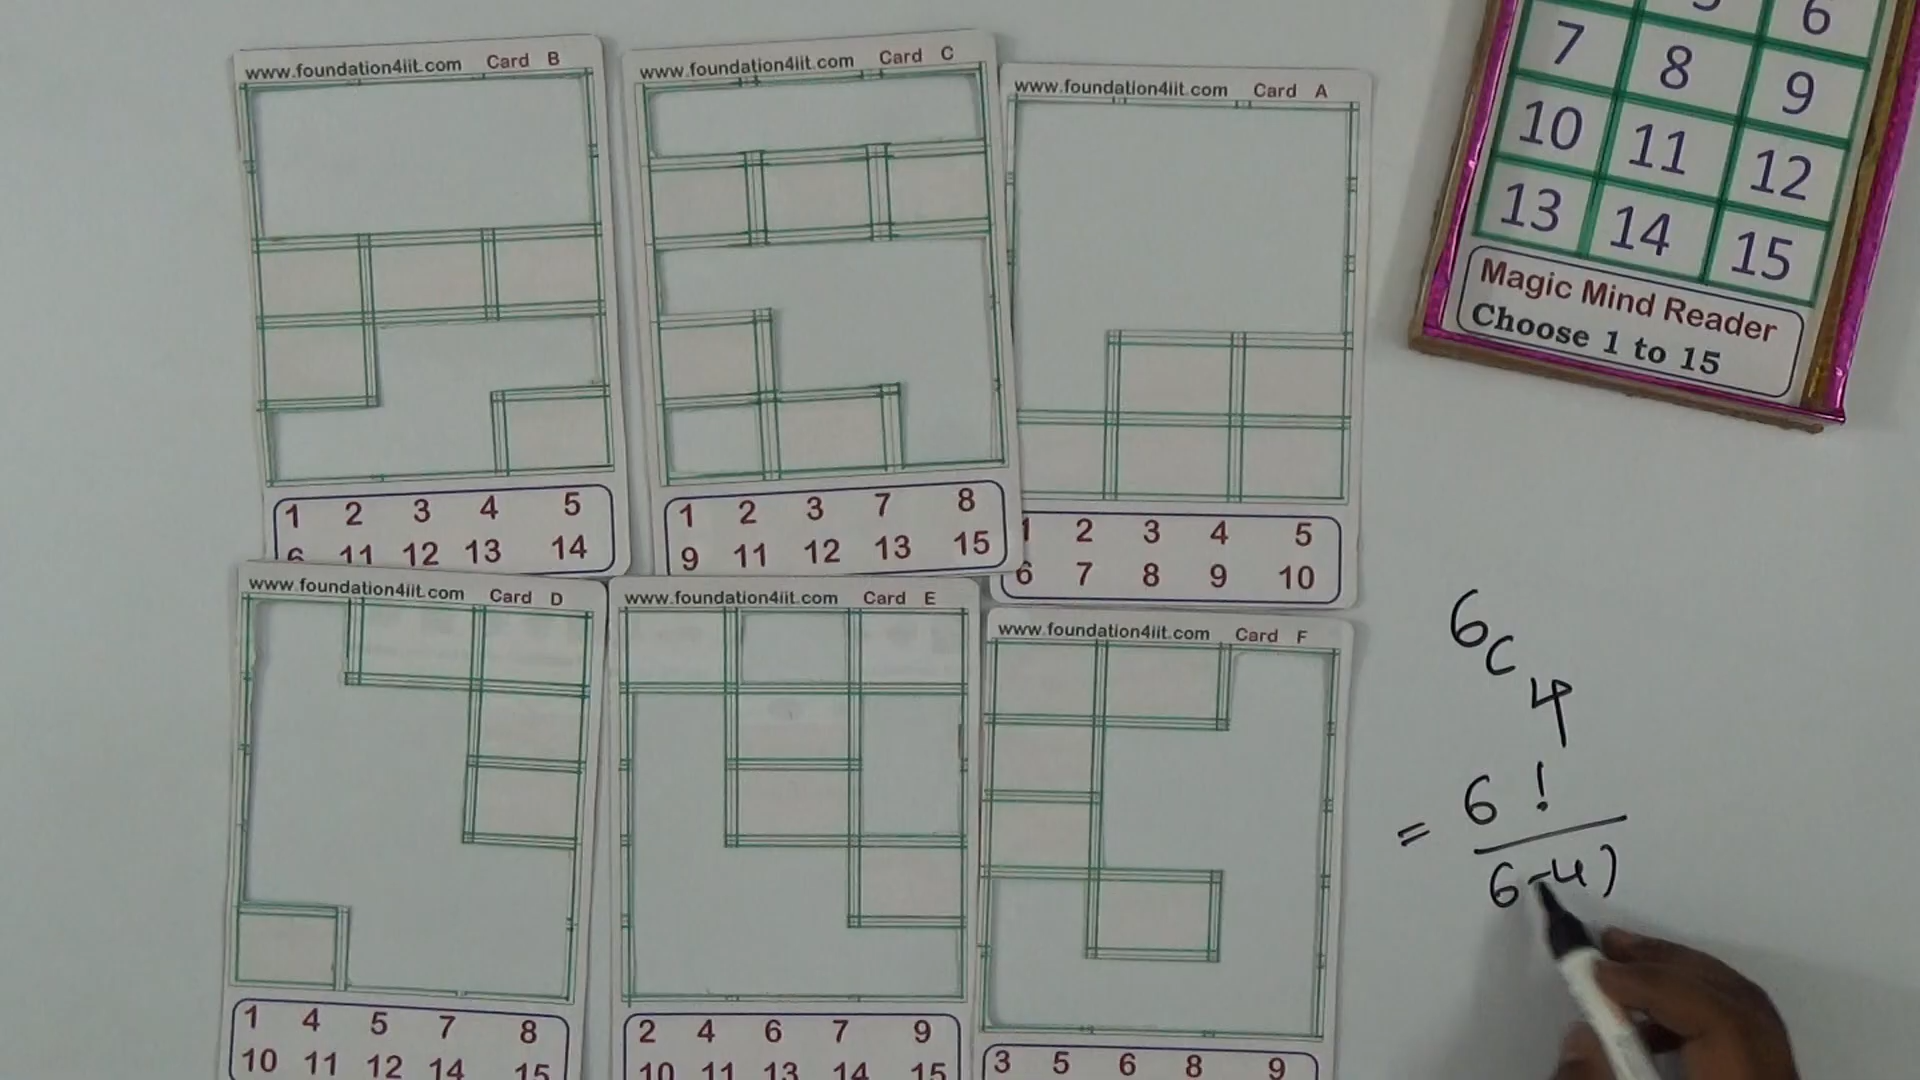 www.foundation4iit.com Card B
1 2 3 4 5
6 11 12 13 14
www.foundation4iit.com Card C
1 2 3 7 8
9 11 12 13 15
www.foundation4iit.com Card A
1 2 3 4 5
6 7 8 9 10
6
7 8 9
10 11 12
13 14 15
Magic Mind Reader
Choose 1 to 15
www.foundation4iit.com Card D
1 4 5 7 8
10 11 12 14 15
www.foundation4iit.com Card E
2 4 6 7 9
10 11 13 14 15
www.foundation4iit.com Card F
3 5 6 8 9
6C4
= 6!
6-4)